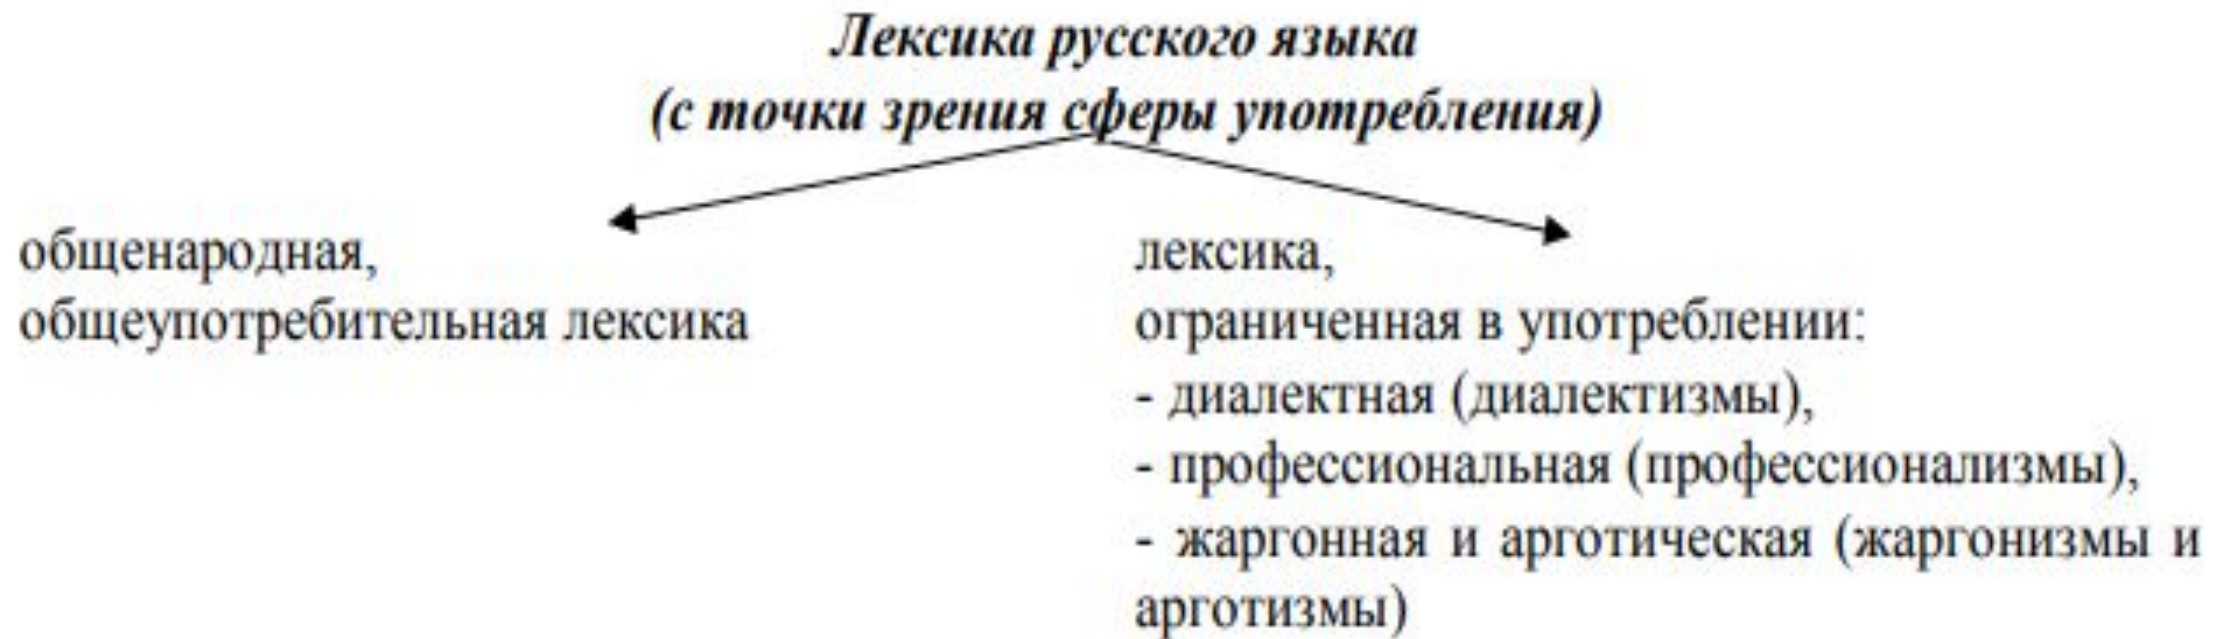 Лексика русского языка
(с точки зрения сферы употребления)
общенародная,
общеупотребительная лексика
лексика,
ограниченная в употреблении:
- диалектная (диалектизмы),
- профессиональная (профессионализмы),
- жаргонная и арготическая (жаргонизмы и
арготизмы)